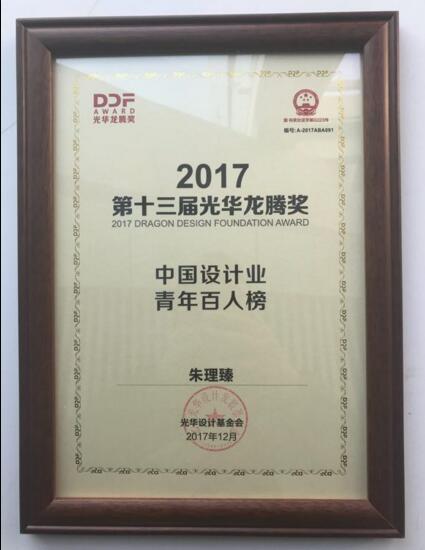 DDF
AWARD
光华龙腾奖
编号:A-2017ABA091
2017
第十三届光华龙腾奖
2017 DRAGON DESIGN FOUNDATION AWARD
中国设计业
青年百人榜
朱理臻
光华设计基金会
2017年12月